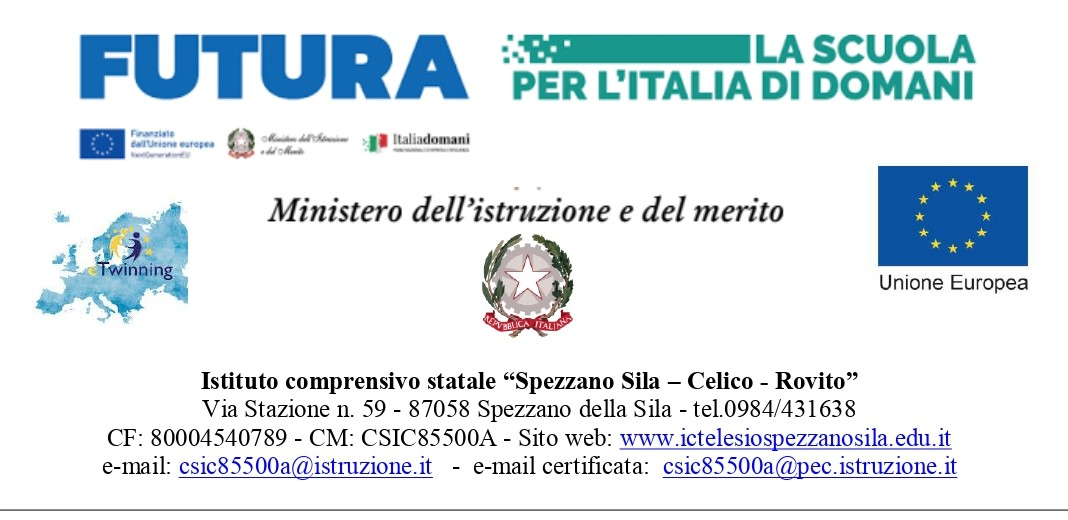 FUTURA
LA SCUOLA
PER L'ITALIA DI DOMANI
Finanziato
dall'Unione europea
NextGenerationEU
Ministero dell'Istruzione
e del Merito
Italiadomani
Ministero dell'istruzione e del merito
eTwinning
REPVBBLICA ITALIANA
Unione Europea
Istituto comprensivo statale “Spezzano Sila – Celico - Rovito”
Via Stazione n. 59 - 87058 Spezzano della Sila - tel.0984/431638
CF: 80004540789 - CM: CSIC85500A - Sito web: www.ictelesiospezzanosila.edu.it
e-mail: csic85500a@istruzione.it - e-mail certificata: csic85500a@pec.istruzione.it